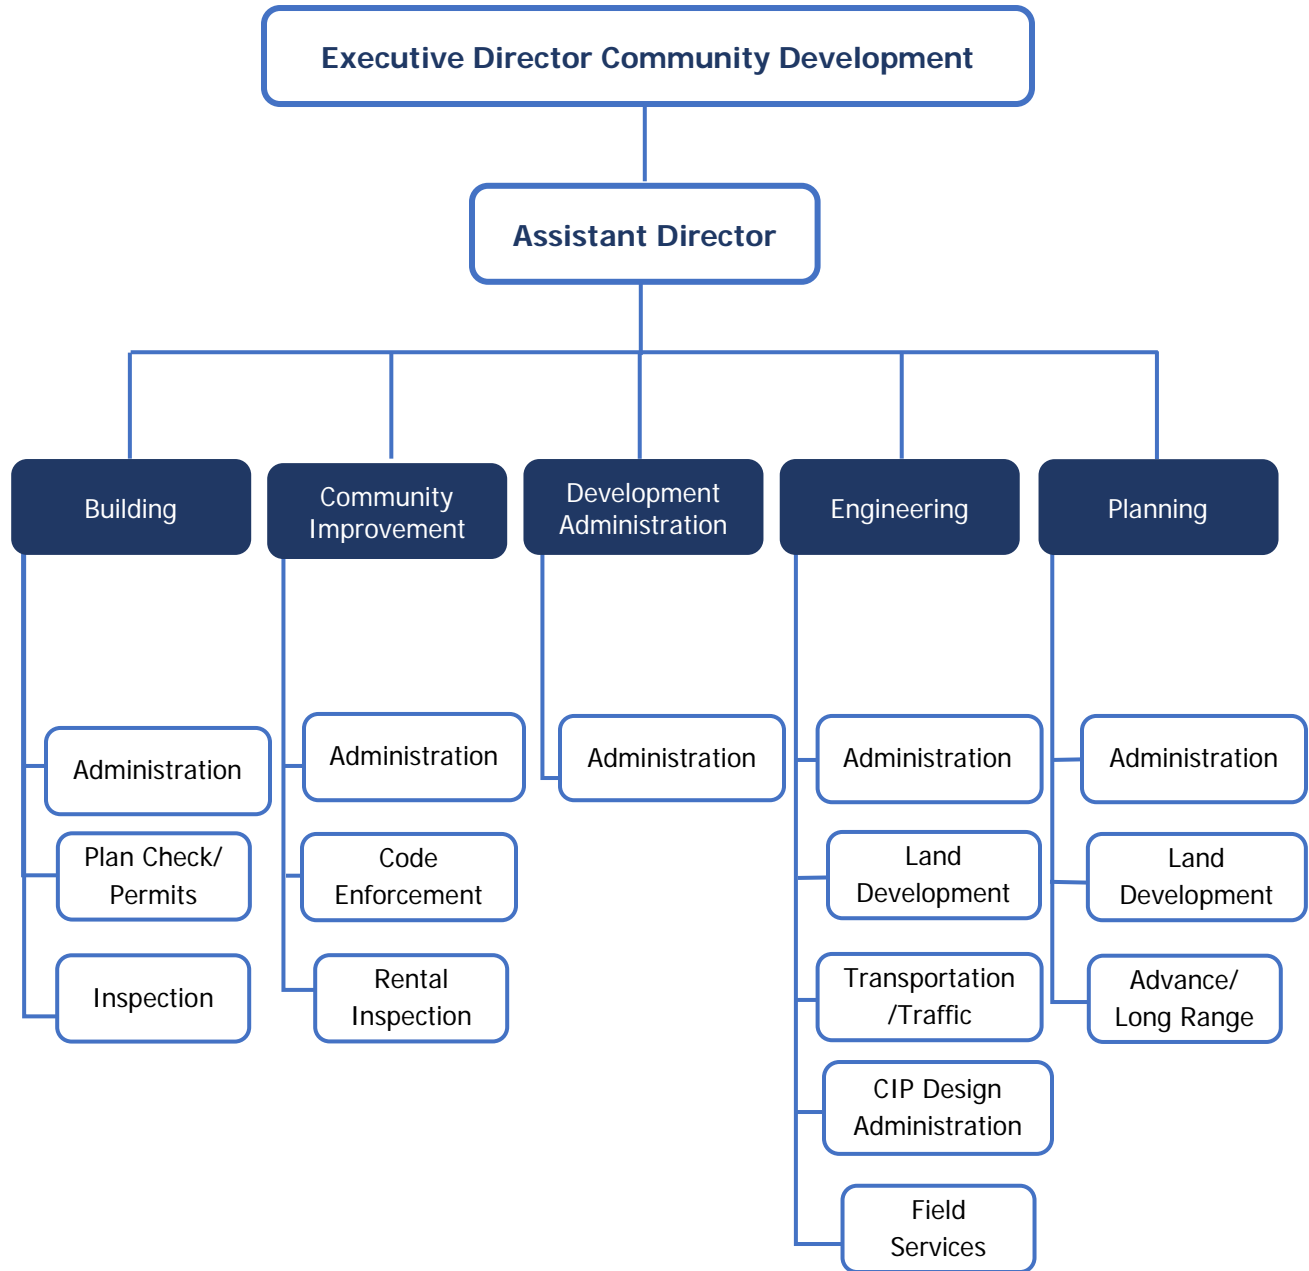 Executive Director Community Development
Assistant Director
Building
Community
Improvement
Development
Administration
Engineering
Planning
Administration
Plan Check/
Permits
Inspection
Administration
Code
Enforcement
Rental
Inspection
Administration
Administration
Land
Development
Transportation
/Traffic
CIP Design
Administration
Field
Services
Administration
Land
Development
Advance/
Long Range